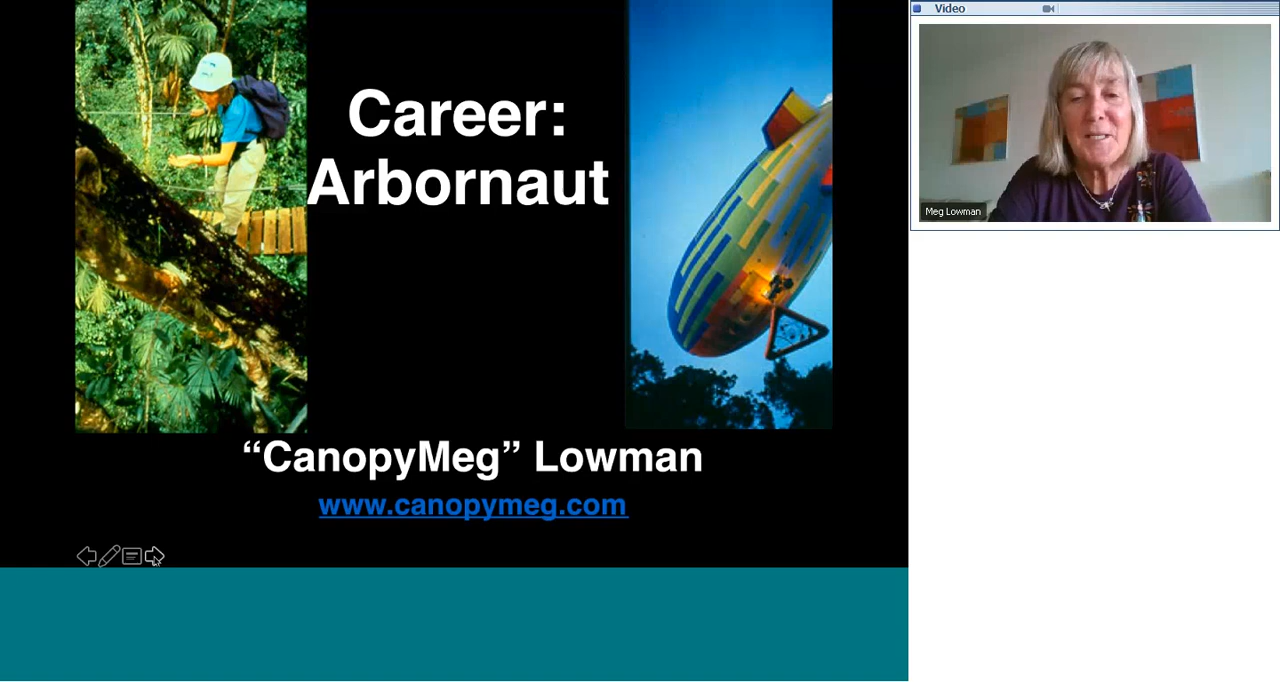 Career:
Arbornaut
“CanopyMeg” Lowman
www.canopymeg.com
Video
Meg Lowman